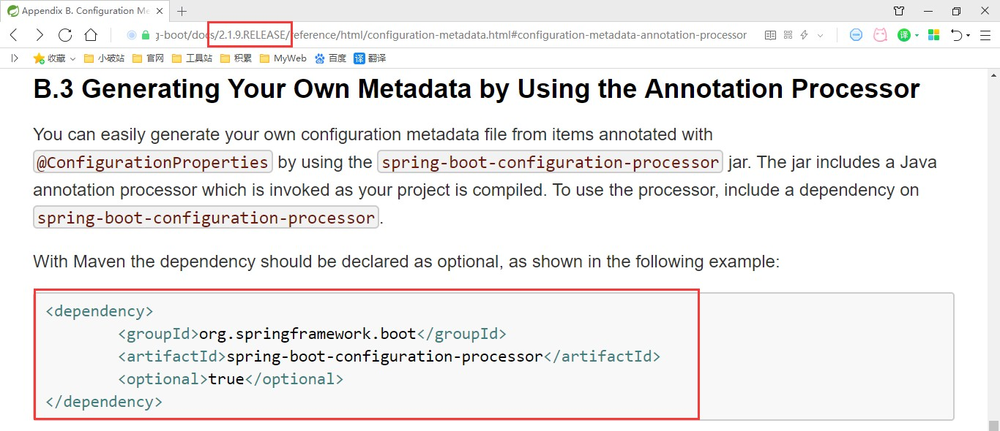 Appendix B. Configuration Me
g-boot/docs/2.1.9.RELEASE/reference/html/configuration-metadata.html#configuration-metadata-annotation-processor
译
收藏 小破站 官网 工具站 积累 MyWeb 百度 译 翻译
B.3 Generating Your Own Metadata by Using the Annotation Processor
You can easily generate your own configuration metadata file from items annotated with
@ConfigurationProperties by using the spring-boot-configuration-processor jar. The jar includes a Java
annotation processor which is invoked as your project is compiled. To use the processor, include a dependency on
spring-boot-configuration-processor.
With Maven the dependency should be declared as optional, as shown in the following example:
<dependency>
<groupId>org.springframework.boot</groupId>
<artifactId>spring-boot-configuration-processor</artifactId>
<optional>true</optional>
</dependency>